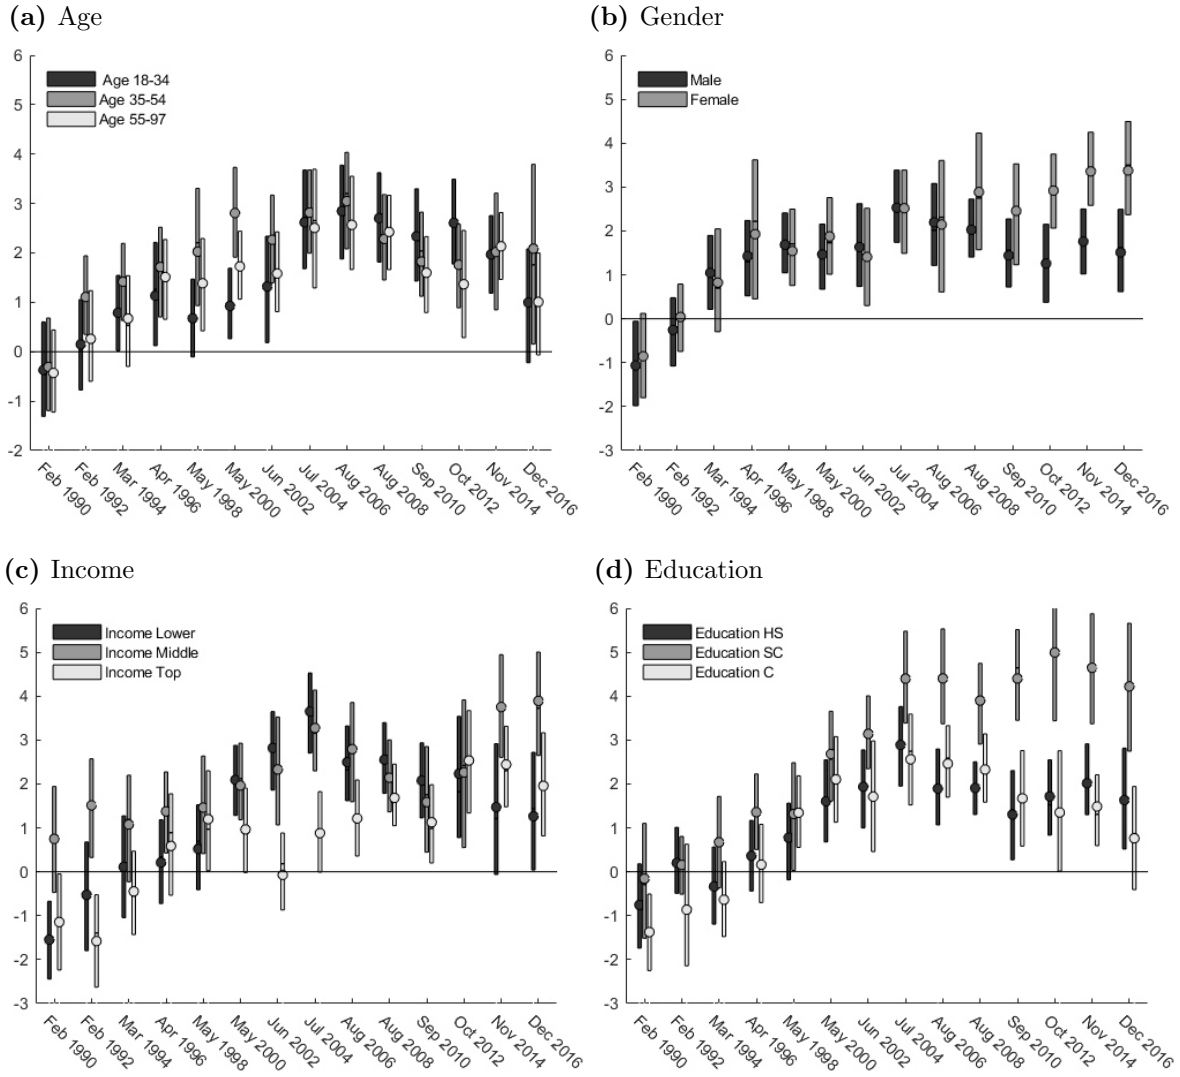 (a) Age
6
5
4
3
2
1
0
-1
-2
Age 18-34
Age 35-54
Age 55-97
Feb 1990
Feb 1992
Mar 1994
Apr 1996
May 1998
May 2000
Jun 2002
Jul 2004
Aug 2006
Aug 2008
Sep 2010
Oct 2012
Nov 2014
Dec 2016
(b) Gender
6
5
4
3
2
1
0
-1
-2
-3
Male
Female
Feb 1990
Feb 1992
Mar 1994
Apr 1996
May 1998
May 2000
Jun 2002
Jul 2004
Aug 2006
Aug 2008
Sep 2010
Oct 2012
Nov 2014
Dec 2016
(c) Income
6
5
4
3
2
1
0
-1
-2
-3
Income Lower
Income Middle
Income Top
Feb 1990
Feb 1992
Mar 1994
Apr 1996
May 1998
May 2000
Jun 2002
Jul 2004
Aug 2006
Aug 2008
Sep 2010
Oct 2012
Nov 2014
Dec 2016
(d) Education
6
5
4
3
2
1
0
-1
-2
-3
Education HS
Education SC
Education C
Feb 1990
Feb 1992
Mar 1994
Apr 1996
May 1998
May 2000
Jun 2002
Jul 2004
Aug 2006
Aug 2008
Sep 2010
Oct 2012
Nov 2014
Dec 2016